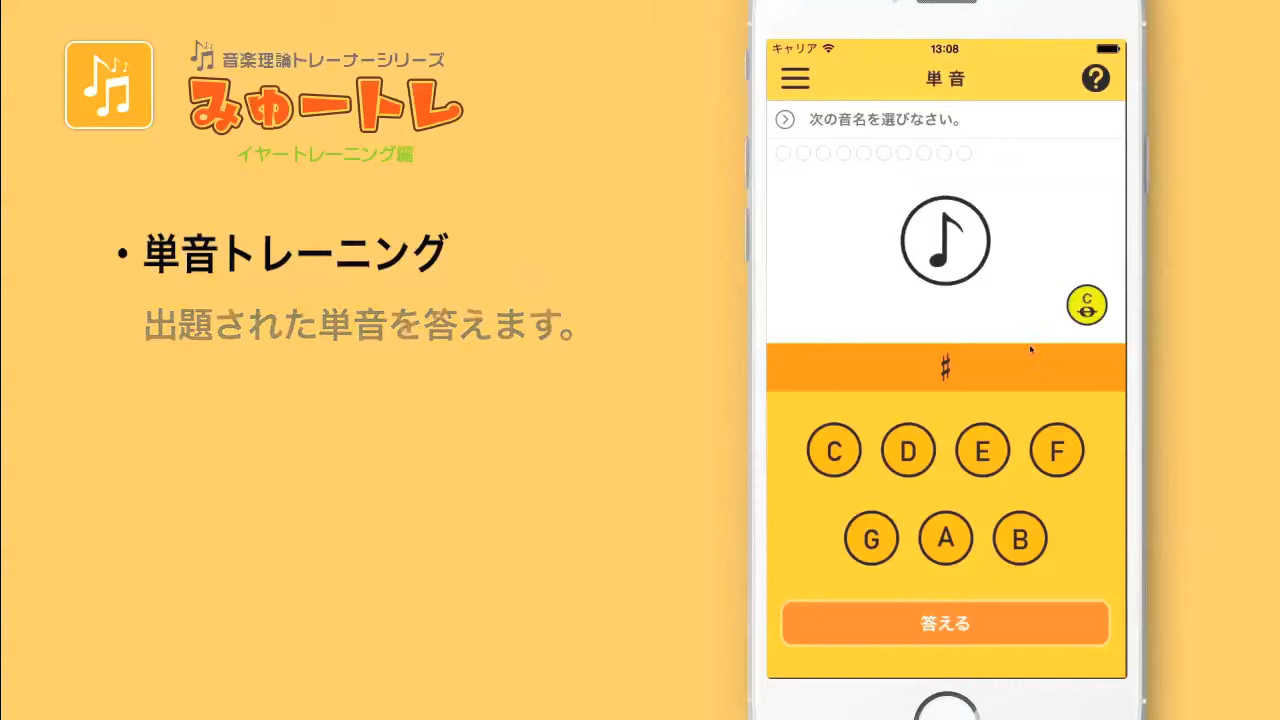 音楽理論トレーナーシリーズ
みゅートレ
イヤートレーニング編
・単音トレーニング
出題された単音を答えます。
キャリア 13:08
単音
?
次の音名を選びなさい。
C
♯
C D E F
G A B
答える